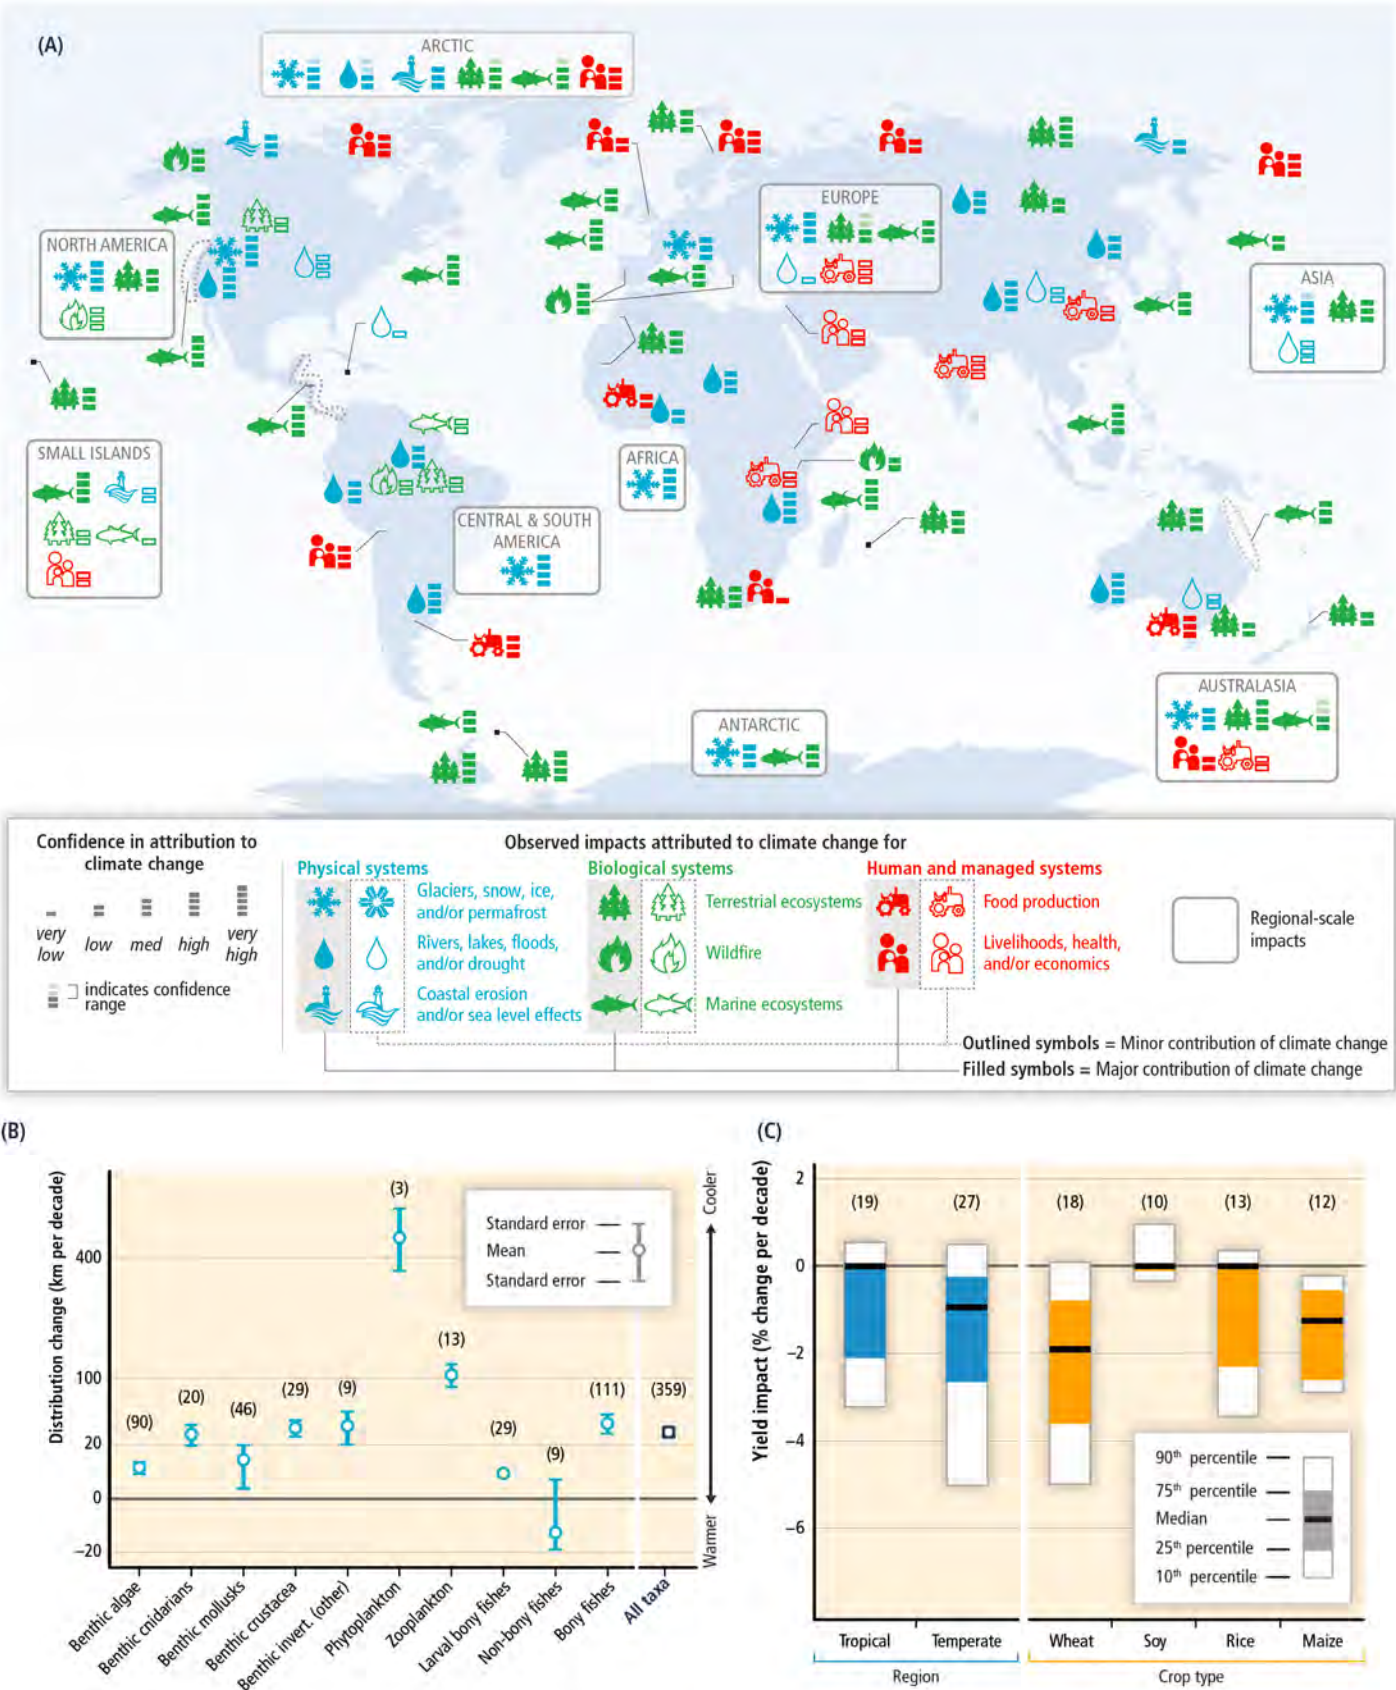 (A)
ARCTIC
NORTH AMERICA
EUROPE
ASIA
SMALL ISLANDS
AFRICA
CENTRAL & SOUTH
AMERICA
AUSTRALASIA
ANTARCTIC
Confidence in attribution to
climate change
very
low
low
med
high
very
high
indicates confidence
range
Observed impacts attributed to climate change for
Physical systems
Glaciers, snow, ice,
and/or permafrost
Rivers, lakes, floods,
and/or drought
Coastal erosion
and/or sea level effects
Biological systems
Terrestrial ecosystems
Wildfire
Marine ecosystems
Human and managed systems
Food production
Livelihoods, health,
and/or economics
Regional-scale
impacts
Outlined symbols = Minor contribution of climate change
Filled symbols = Major contribution of climate change
(B)
Distribution change (km per decade)
400
100
20
0
−20
(90)
(20)
(46)
(29)
(9)
(3)
(13)
(29)
(9)
(111)
(359)
Standard error
Mean
Standard error
Cooler
Warmer
Benthic algae
Benthic cnidarians
Benthic mollusks
Benthic crustacea
Benthic invert. (other)
Phytoplankton
Zooplankton
Larval bony fishes
Non-bony fishes
Bony fishes
All taxa
(C)
Yield impact (% change per decade)
2
0
−2
−4
−6
(19)
(27)
(18)
(10)
(13)
(12)
90th percentile
75th percentile
Median
25th percentile
10th percentile
Tropical
Temperate
Wheat
Soy
Rice
Maize
Region
Crop type